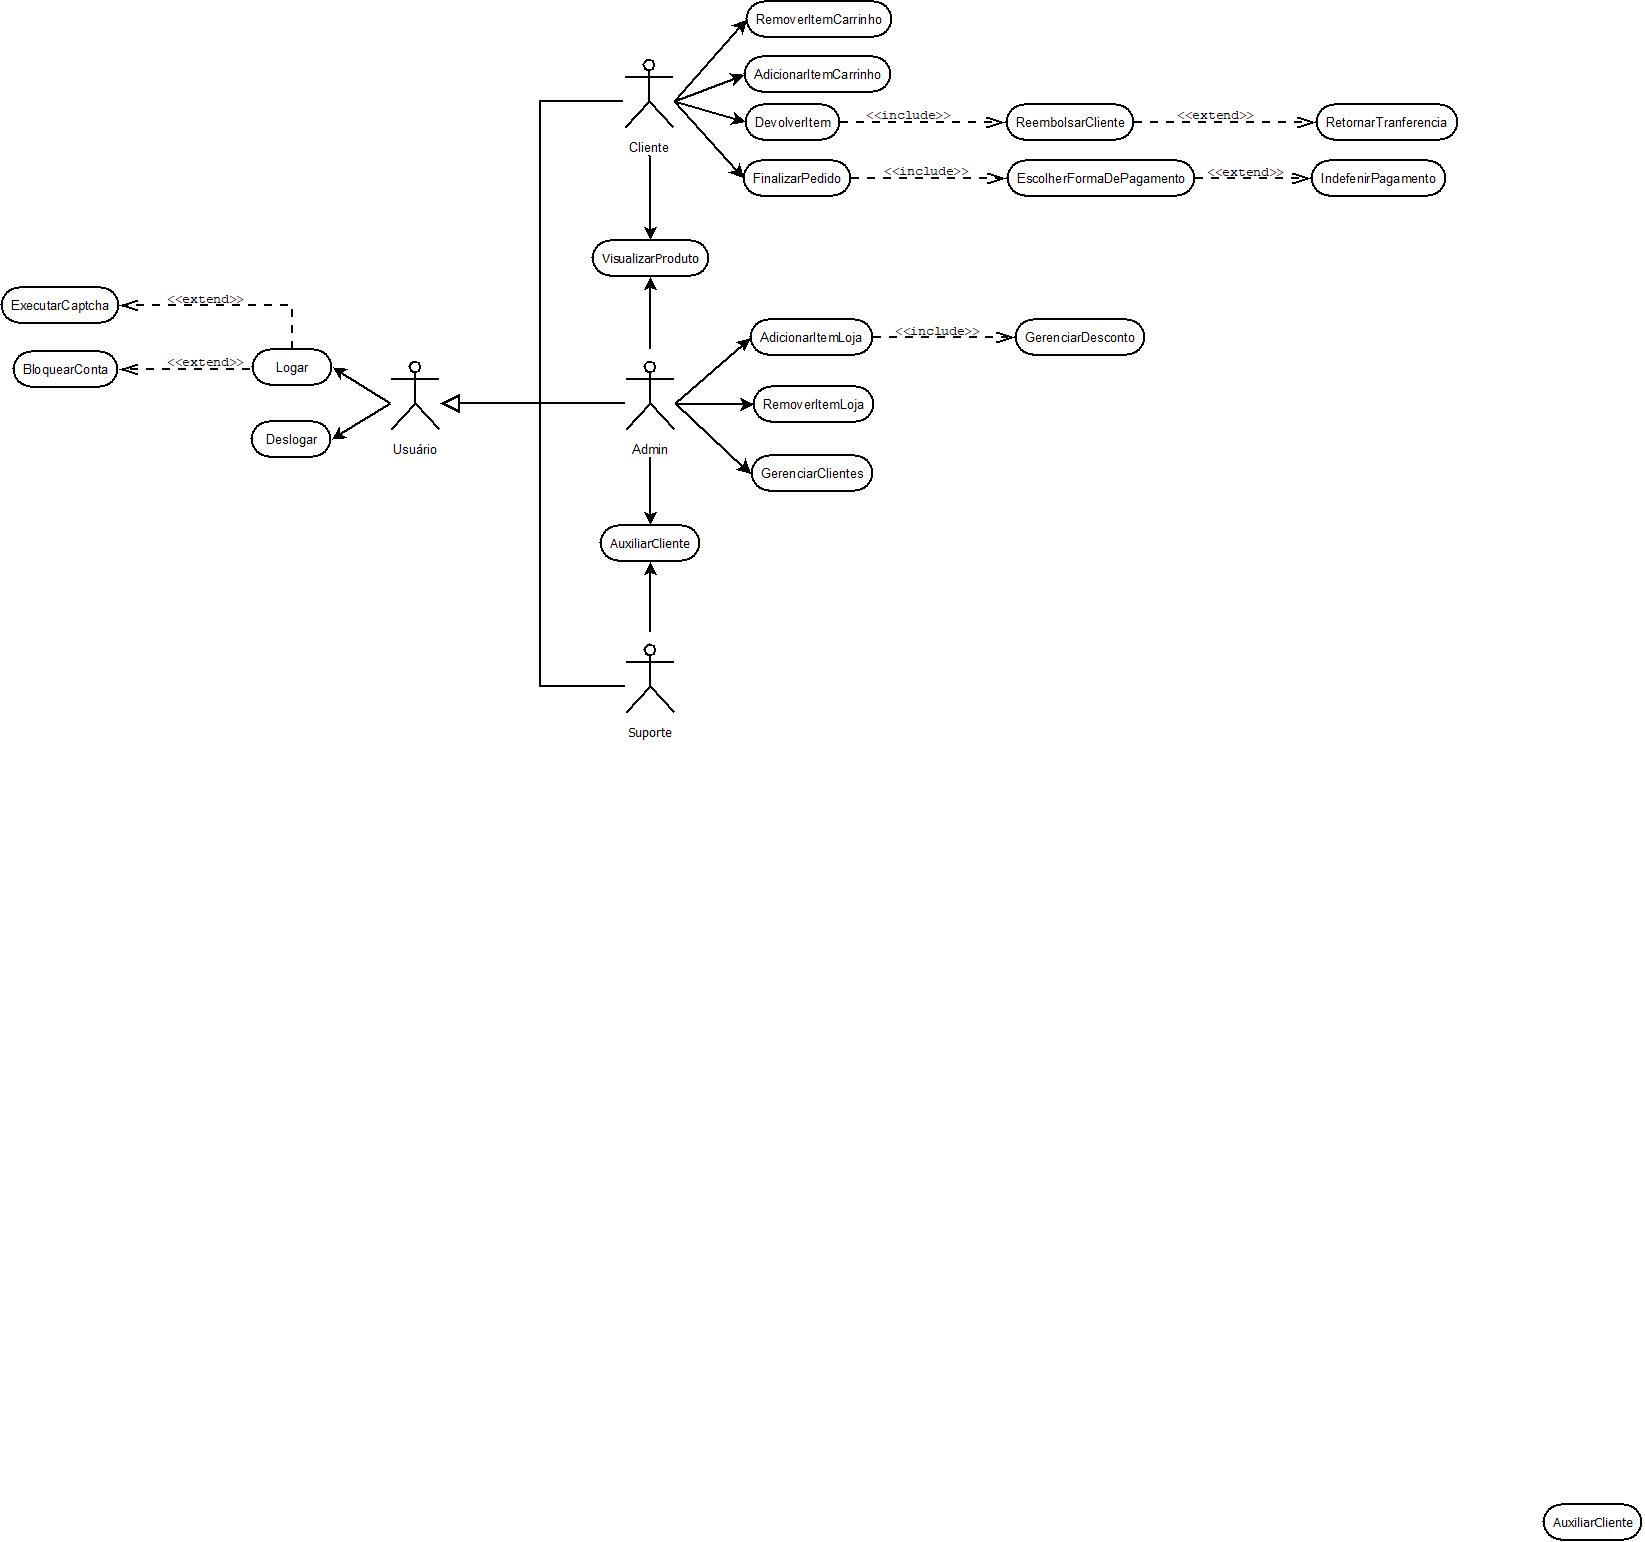 RemoverItemCarrinho
AdicionarItemCarrinho
DevolverItem
<<include>>
ReembolsarCliente
<<extend>>
RetornarTranferencia
Cliente
FinalizarPedido
<<include>>
EscolherFormaDePagamento
<<extend>>
IndefenirPagamento
VisualizarProduto
ExecutarCaptcha
<<extend>>
AdicionarItemLoja
<<include>>
GerenciarDesconto
BloquearConta
<<extend>>
Logar
RemoverItemLoja
Deslogar
Usuário
Admin
GerenciarClientes
AuxiliarCliente
Suporte
AuxiliarCliente